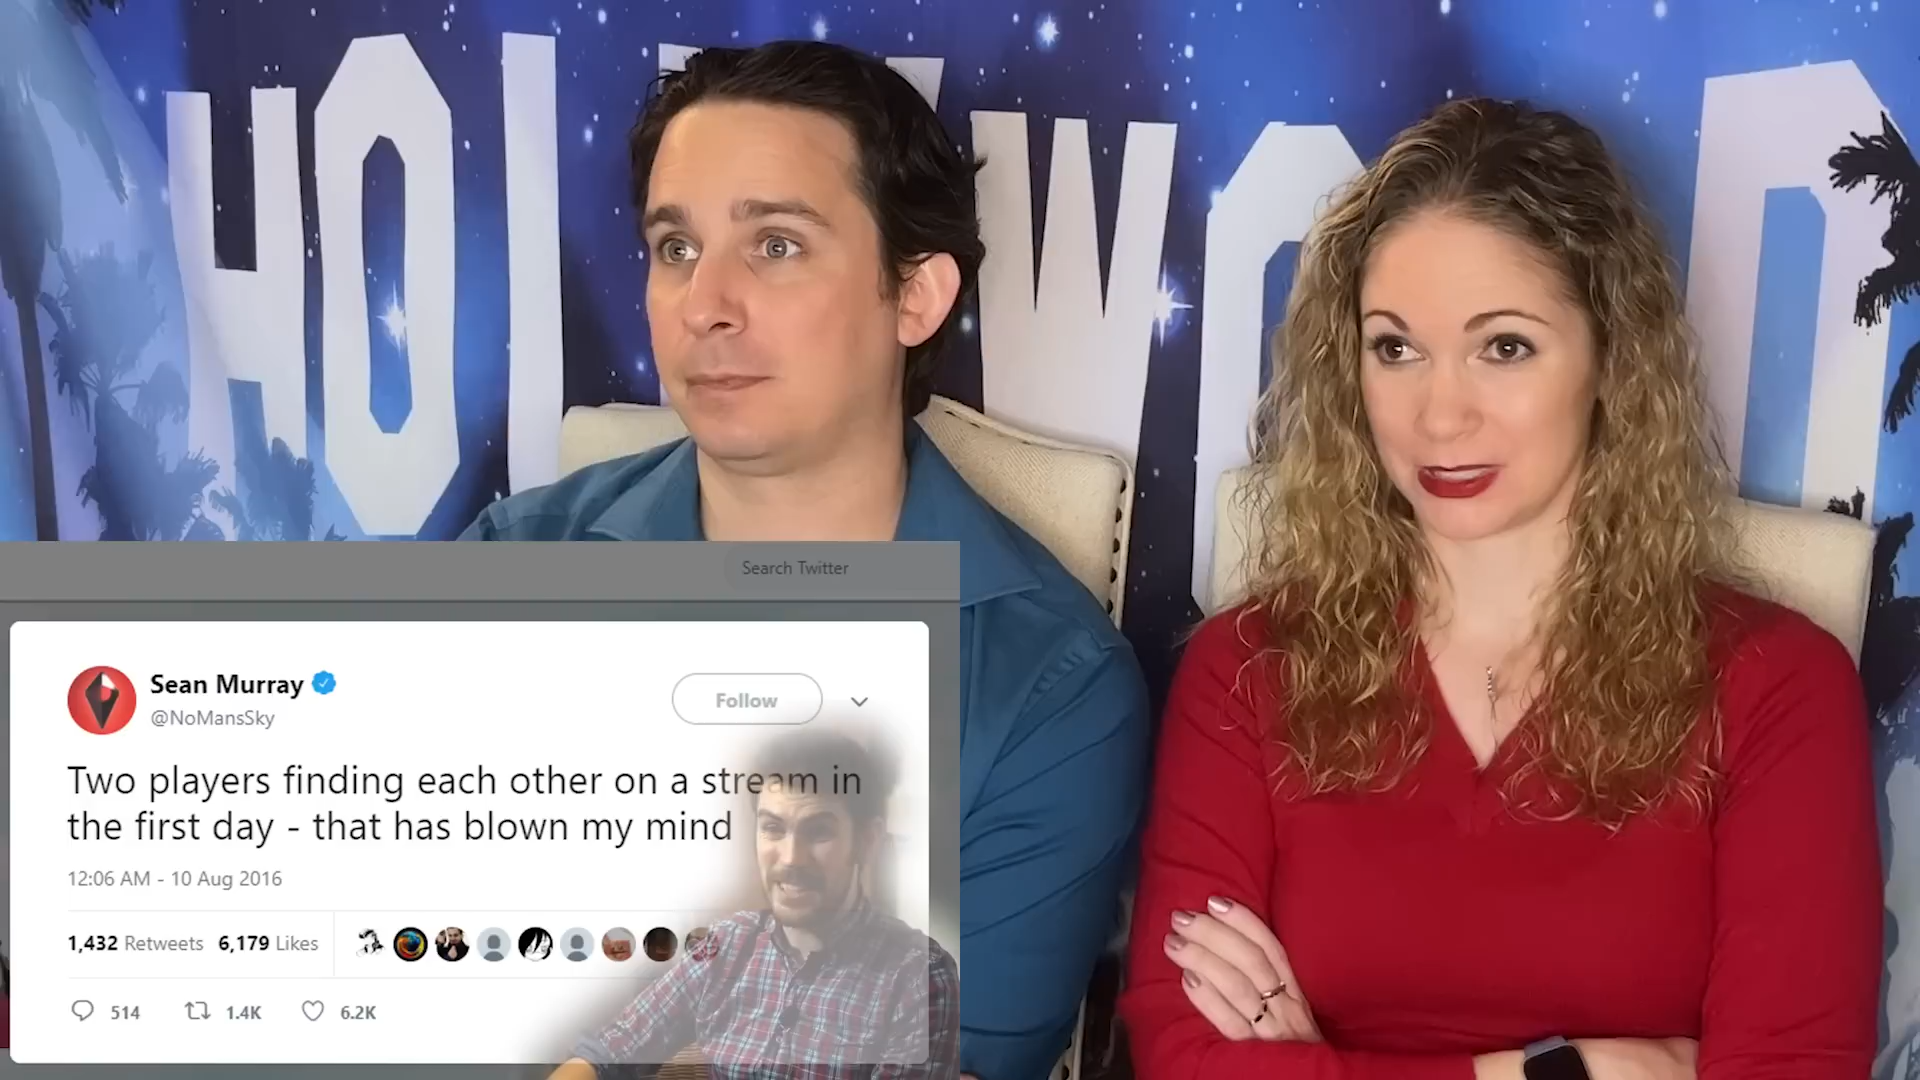 HOLLYWOOD
Search Twitter
Sean Murray
@NoMansSky
Follow
Two players finding each other on a stream in
the first day - that has blown my mind
12:06 AM - 10 Aug 2016
1,432 Retweets 6,179 Likes
514 1.4K 6.2K